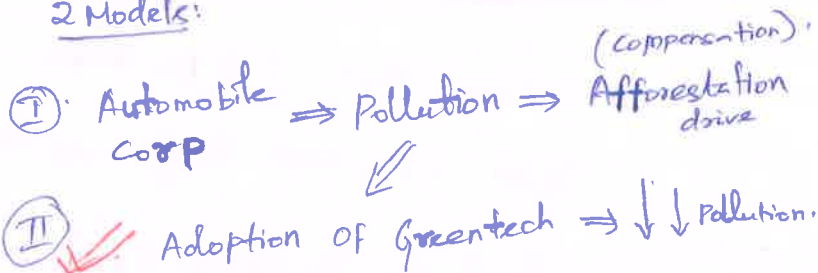 2 Models:
(Compensation).
I. Automobile ⇒ Pollution ⇒ Afforestation
Corp drive
II Adoption of Greentech ⇒ ↓↓ Pollution.